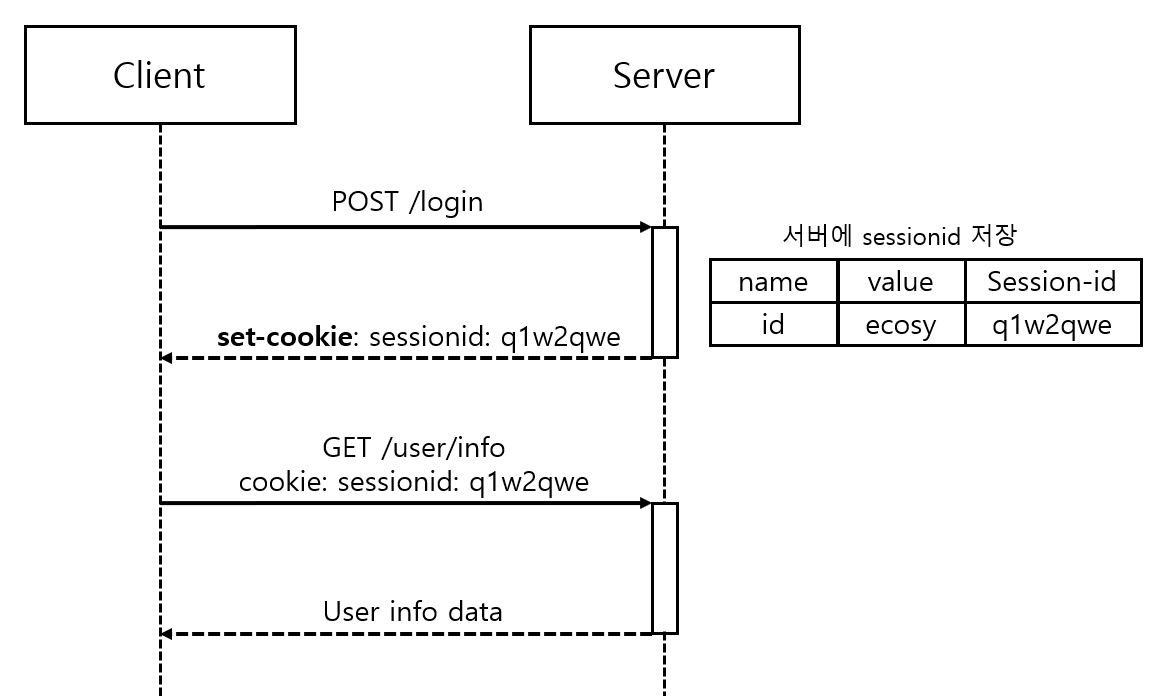 Client
Server
POST /login
서버에 sessionid 저장
name value Session-id
id ecosy q1w2qwe
set-cookie: sessionid: q1w2qwe
GET /user/info
cookie: sessionid: q1w2qwe
User info data